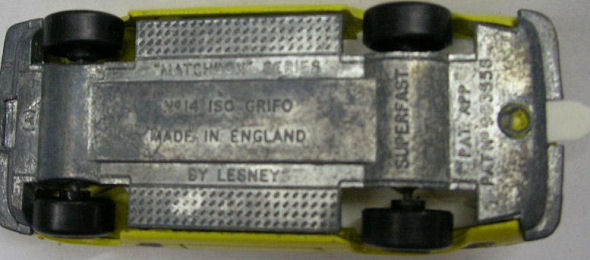 "MATCHBOX" SERIES
Nº14 ISO GRIFO
MADE IN ENGLAND
BY LESNEY
SUPERFAST
PAT. APP